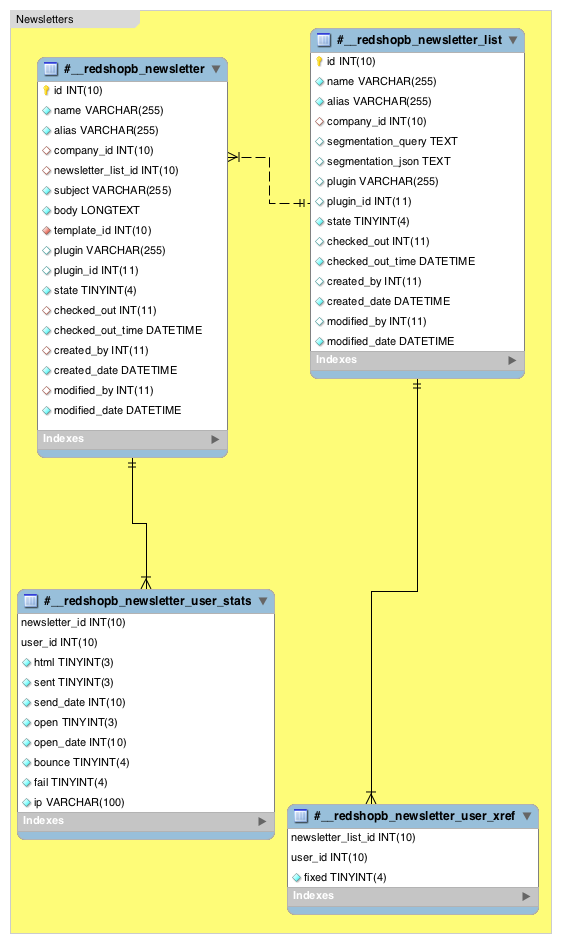 Newsletters
#__redshopb_newsletter
id INT(10)
name VARCHAR(255)
alias VARCHAR(255)
company_id INT(10)
newsletter_list_id INT(10)
subject VARCHAR(255)
body LONGTEXT
template_id INT(10)
plugin VARCHAR(255)
plugin_id INT(11)
state TINYINT(4)
checked_out INT(11)
checked_out_time DATETIME
created_by INT(11)
created_date DATETIME
modified_by INT(11)
modified_date DATETIME
Indexes
#__redshopb_newsletter_list
id INT(10)
name VARCHAR(255)
alias VARCHAR(255)
company_id INT(10)
segmentation_query TEXT
segmentation_json TEXT
plugin VARCHAR(255)
plugin_id INT(11)
state TINYINT(4)
checked_out INT(11)
checked_out_time DATETIME
created_by INT(11)
created_date DATETIME
modified_by INT(11)
modified_date DATETIME
Indexes
#__redshopb_newsletter_user_stats
newsletter_id INT(10)
user_id INT(10)
html TINYINT(3)
sent TINYINT(3)
send_date INT(10)
open TINYINT(3)
open_date INT(10)
bounce TINYINT(4)
fail TINYINT(4)
ip VARCHAR(100)
Indexes
#__redshopb_newsletter_user_xref
newsletter_list_id INT(10)
user_id INT(10)
fixed TINYINT(4)
Indexes